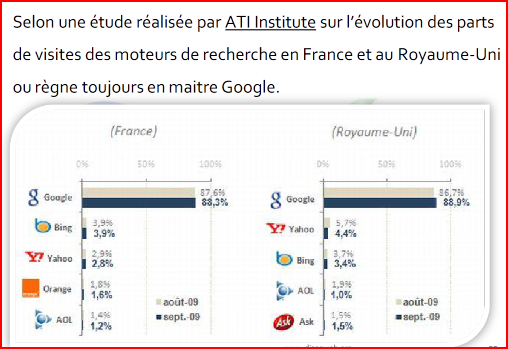 Selon une étude réalisée par ATI Institute sur l'évolution des parts
de visites des moteurs de recherche en France et au Royaume-Uni
ou règne toujours en maitre Google.
(France)
0% 50% 100%
Google 87,6%
88,3%
Bing 3,9%
3,9%
Yahoo 2,9%
2,8%
Orange 1,8%
1,6%
AOL 1,4%
1,2%
août-09
sept.-09
(Royaume-Uni)
0% 50% 100%
Google 86,7%
88,9%
Yahoo 5,7%
4,4%
Bing 3,7%
3,4%
AOL 1,9%
1,0%
Ask 1,5%
1,5%
août-09
sept.-09